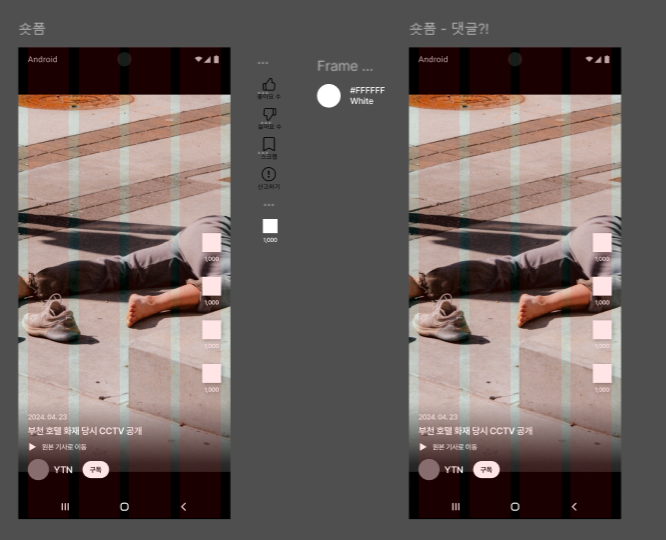 숏폼
Android
1,000
1,000
1,000
1,000
2024. 04. 23
부천 호텔 화재 당시 CCTV 공개
원본 기사로 이동
YTN
구독
좋아요 수
싫어요 수
스크랩
신고하기
1,000
Frame ...
#FFFFFF
White
숏폼 - 댓글?!
Android
1,000
1,000
1,000
1,000
2024. 04. 23
부천 호텔 화재 당시 CCTV 공개
원본 기사로 이동
YTN
구독